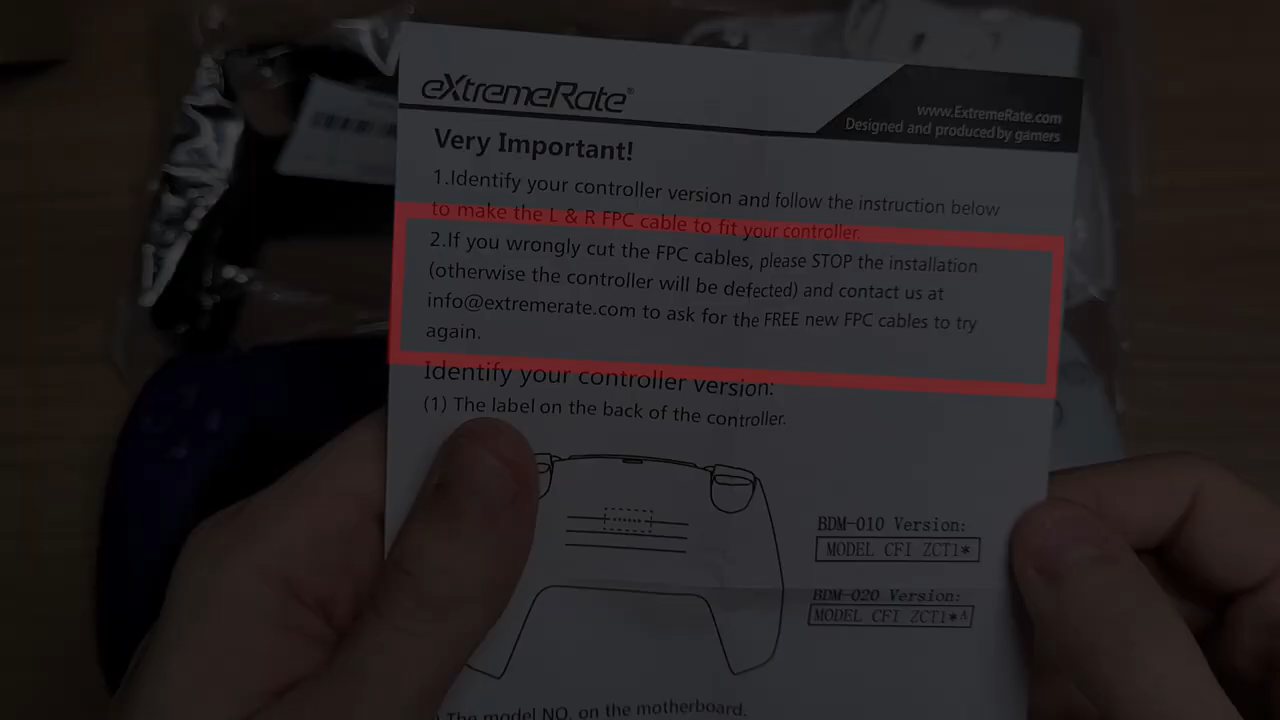 eXtremeRate®
www.ExtremeRate.com
Designed and produced by gamers
Very Important!
1.Identify your controller version and follow the instruction below
to make the L & R FPC cable to fit your controller.
2.If you wrongly cut the FPC cables, please STOP the installation
(otherwise the controller will be defected) and contact us at
info@extremerate.com to ask for the FREE new FPC cables to try
again.
Identify your controller version:
(1) The label on the back of the controller.
BDM-010 Version:
MODEL CFI ZCT1*
BDM-020 Version:
MODEL CFI ZCT1*A
The model NO. on the motherboard.